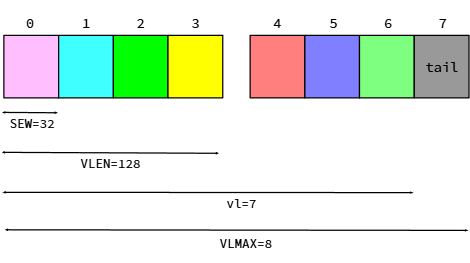 0 1 2 3 4 5 6 7
tail
SEW=32
VLEN=128
vl=7
VLMAX=8